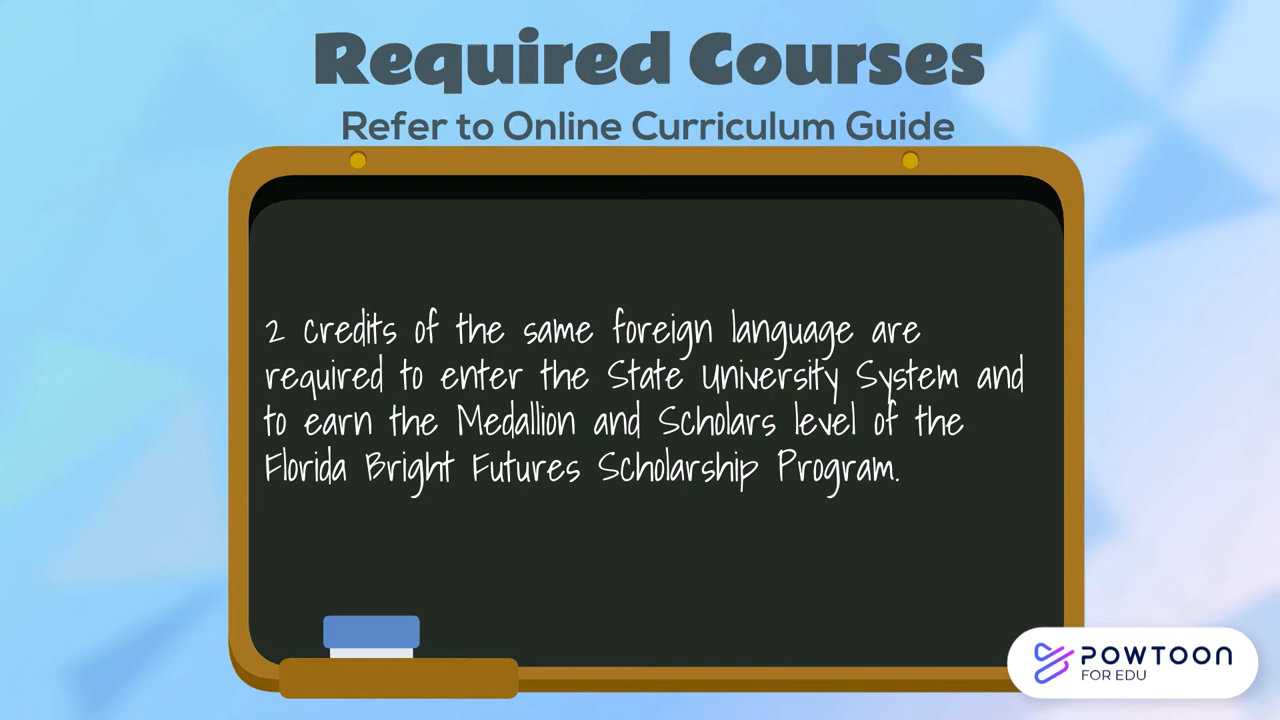 Required Courses
Refer to Online Curriculum Guide
2 credits of the same foreign language are
required to enter the State University System and
to earn the Medallion and Scholars level of the
Florida Bright Futures Scholarship Program.
POWTOON
FOR EDU